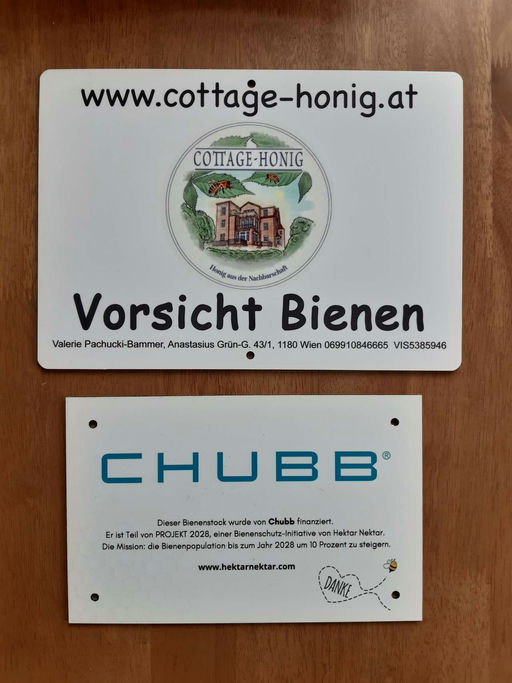 www.cottage-honig.at
COTTAGE-HONIG
Honig aus der Nachbarschaft
Vorsicht Bienen
Valerie Pachucki-Bammer, Anastasius Grün-G. 43/1, 1180 Wien 069910846665 VIS5385946
CHUBB®
Dieser Bienenstock wurde von Chubb finanziert.
Er ist Teil von PROJEKT 2028, einer Bienenschutz-Initiative von Hektar Nektar.
Die Mission: die Bienenpopulation bis zum Jahr 2028 um 10 Prozent zu steigern.
www.hektarnektar.com
DANKE